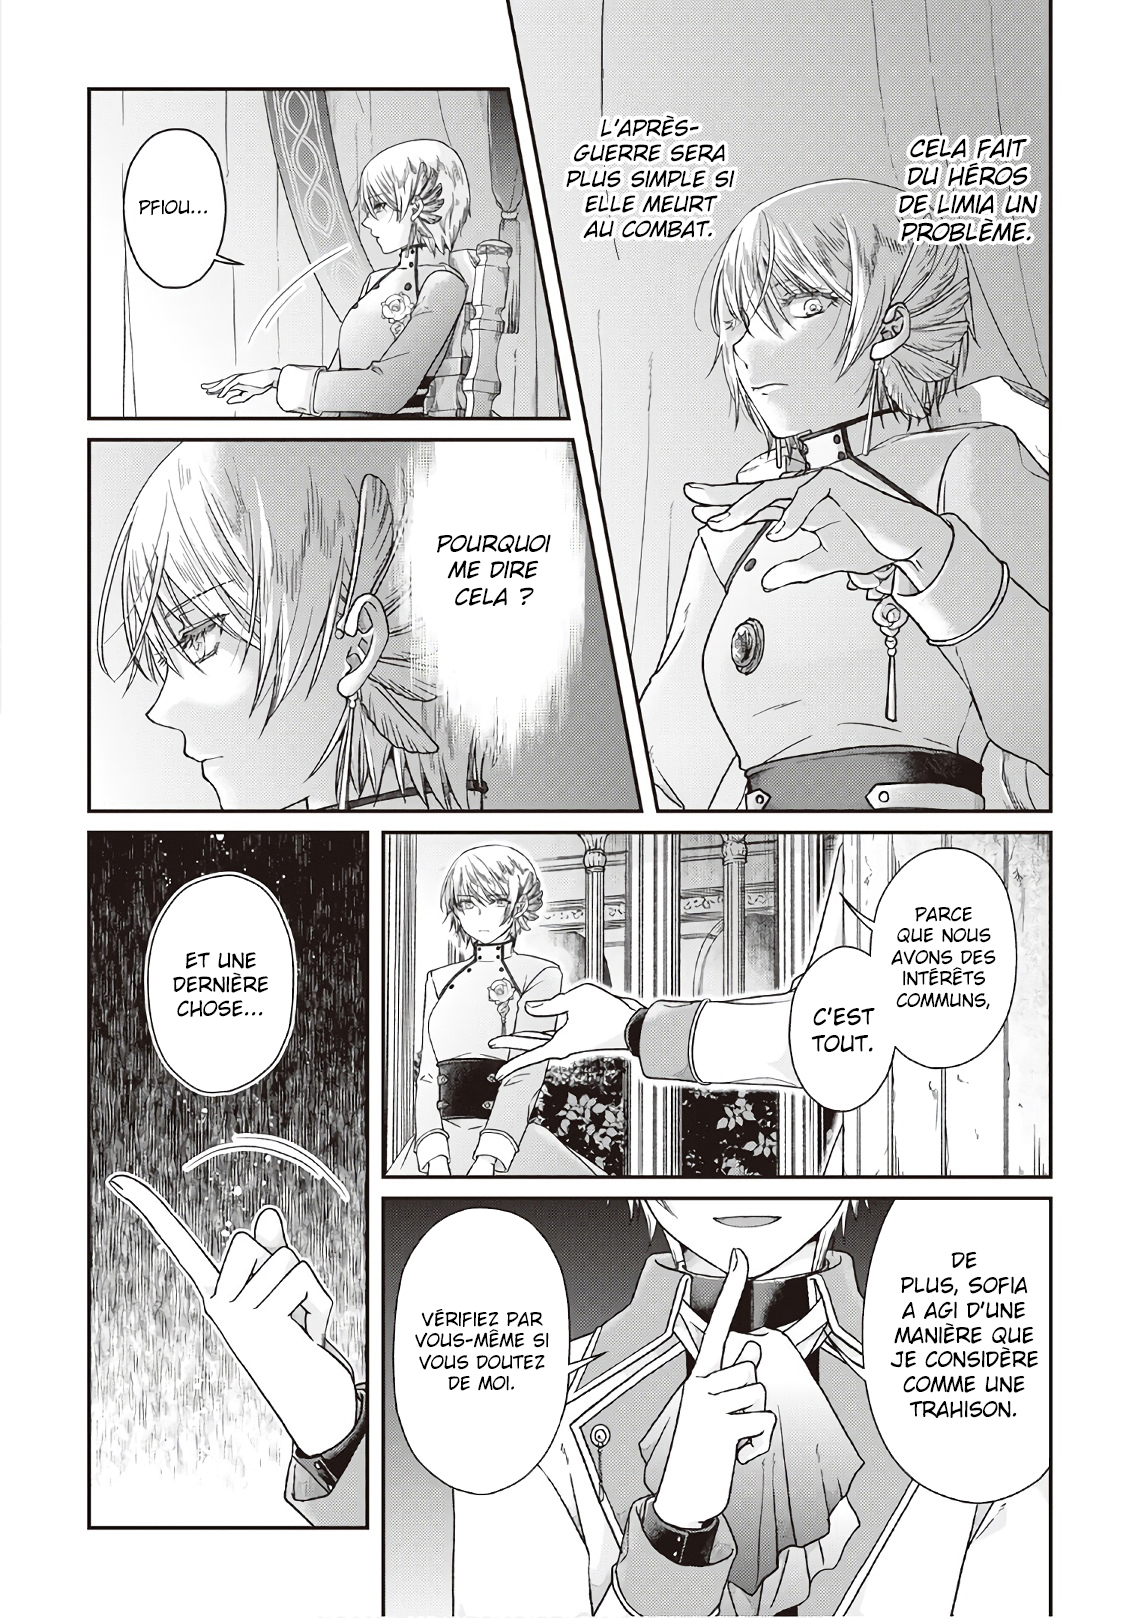 CELA FAIT
DU HÉROS
DE LIMIA UN
PROBLÈME.
L'APRÈS-
GUERRE SERA
PLUS SIMPLE SI
ELLE MEURT
AU COMBAT.
PFIOU...
POURQUOI
ME DIRE
CELA ?
PARCE
QUE NOUS
AVONS DES
INTÉRÊTS
COMMUNS,
C'EST
TOUT.
ET UNE
DERNIÈRE
CHOSE...
DE
PLUS, SOFIA
A AGI D'UNE
MANIÈRE QUE
JE CONSIDÈRE
COMME UNE
TRAHISON.
VÉRIFIEZ PAR
VOUS-MÊME SI
VOUS DOUTEZ
DE MOI.